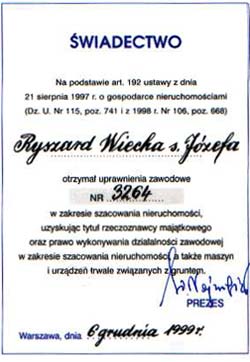 ŚWIADECTWO
Na podstawie art. 192 ustawy z dnia
21 sierpnia 1997 r. o gospodarce nieruchomościami
(Dz. U. Nr 115, poz. 741 i z 1998 r. Nr 106, poz. 668)
Ryszard Wiecha s. Józefa
otrzymał uprawnienia zawodowe
NR 3264
w zakresie szacowania nieruchomości,
uzyskując tytuł rzeczoznawcy majątkowego
oraz prawo wykonywania działalności zawodowej
w zakresie szacowania nieruchomości, a także maszyn
i urządzeń trwale związanych z gruntem.
PREZES
Warszawa, dnia 6 grudnia 1999 r.